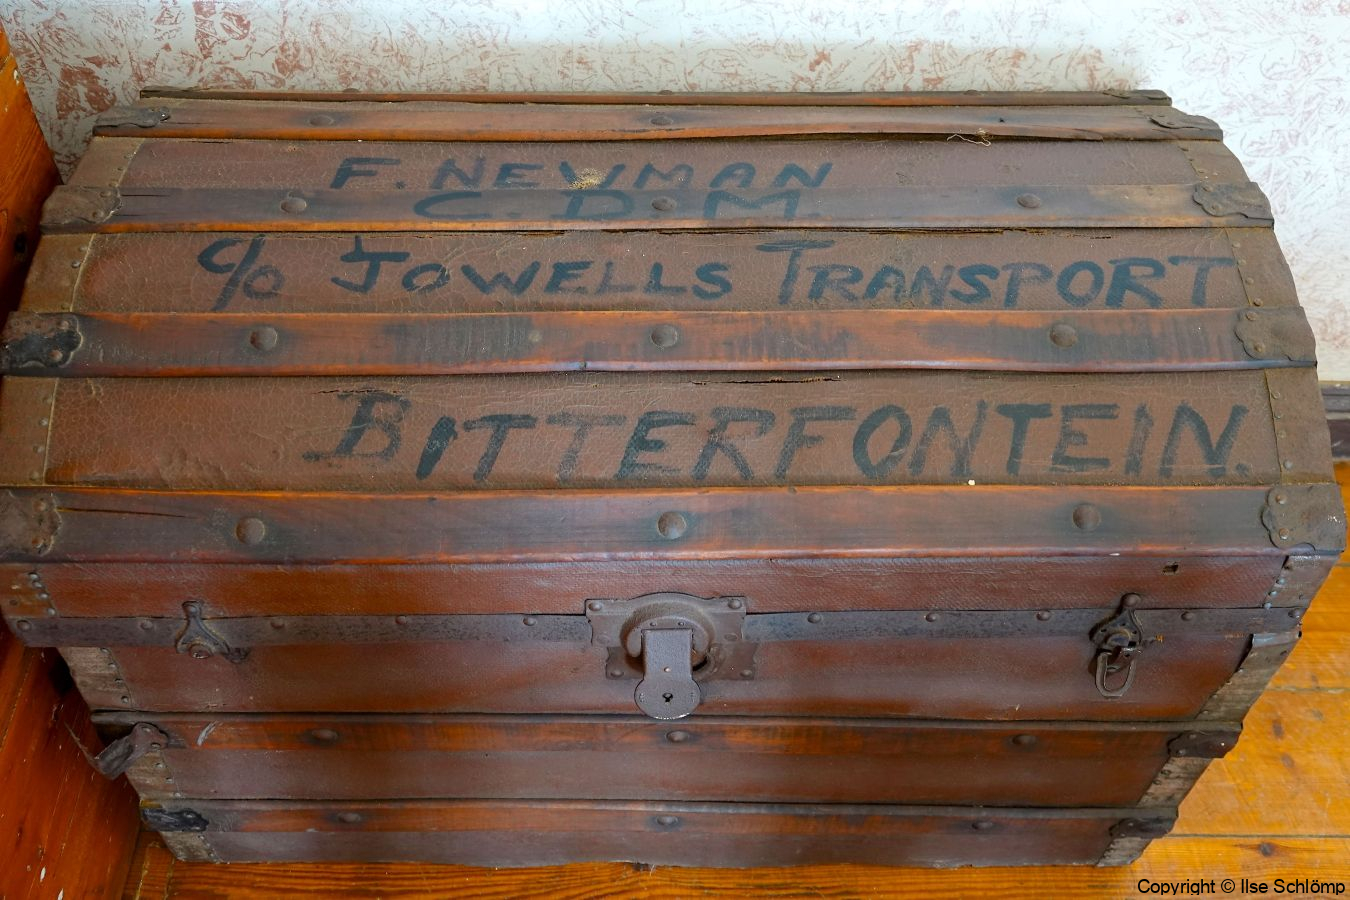 F. NEWMAN
C. D. M.
c/o JOWELLS TRANSPORT
BITTERFONTEIN.
Copyright © Ilse Schlömp